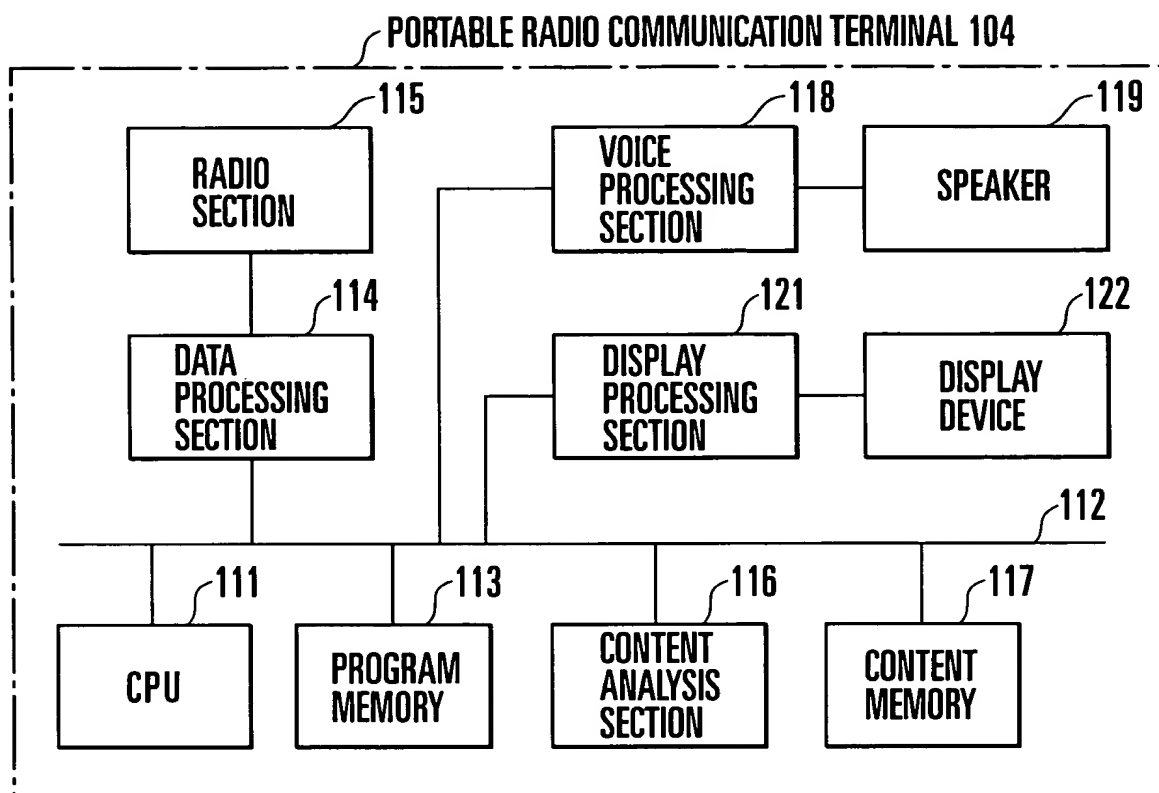 PORTABLE RADIO COMMUNICATION TERMINAL 104
115
RADIO
SECTION
118
VOICE
PROCESSING
SECTION
119
SPEAKER
114
DATA
PROCESSING
SECTION
121
DISPLAY
PROCESSING
SECTION
122
DISPLAY
DEVICE
112
111
CPU
113
PROGRAM
MEMORY
116
CONTENT
ANALYSIS
SECTION
117
CONTENT
MEMORY